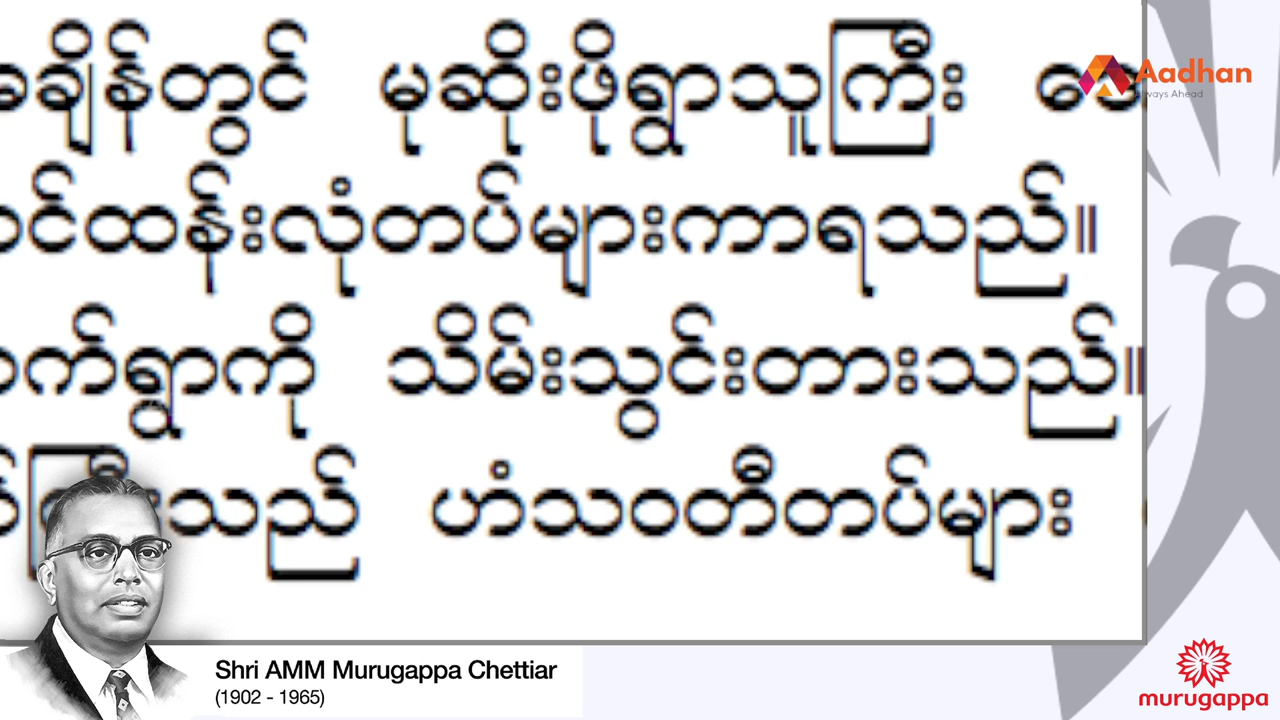 ချိန်တွင် မုဆိုးဖိုရွာသူကြီး
Aadhan
Always Ahead
င်ထန်းလုံတပ်များကာရသည်။
က်ရွာကို သိမ်းသွင်းထားသည်။
ကြီးသည် ဟံသဝတီတပ်များ
Shri AMM Murugappa Chettiar
(1902 - 1965)
murugappa